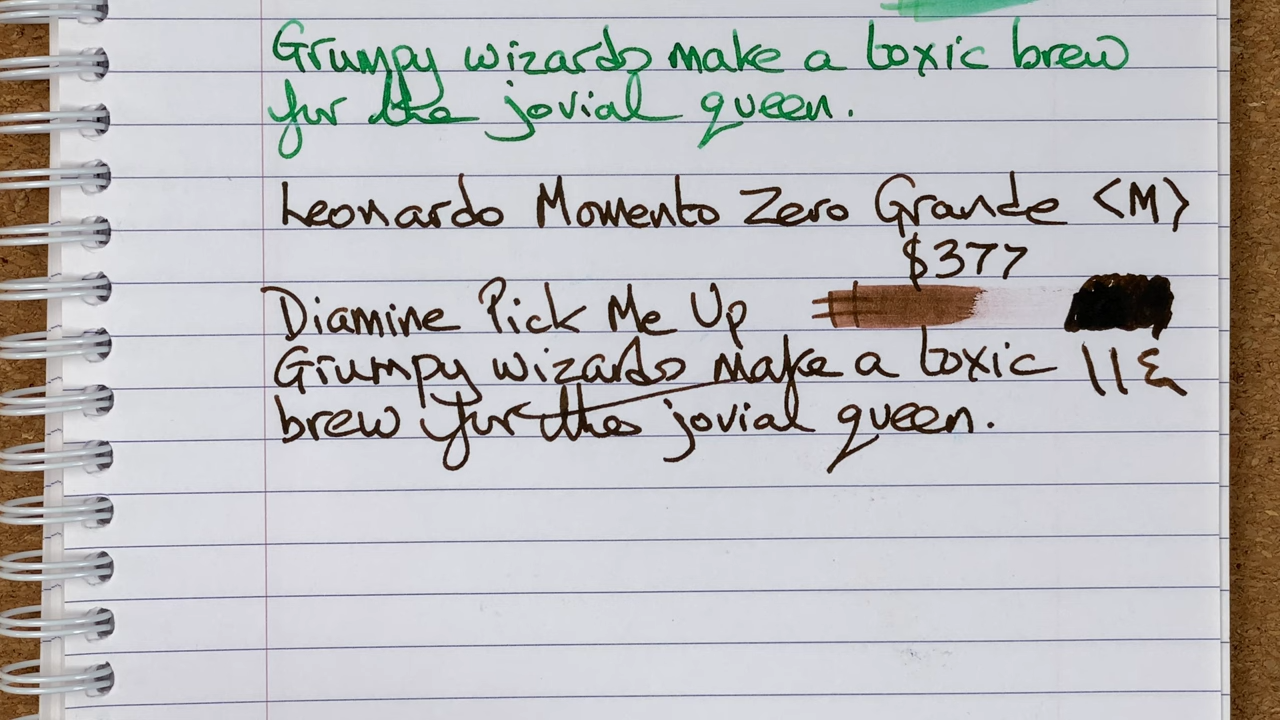 Grumpy wizards make a toxic brew
for the jovial queen.
Leonardo Momento Zero Grande <M>
$377
Diamine Pick Me Up
Grumpy wizards make a toxic
brew for the jovial queen.